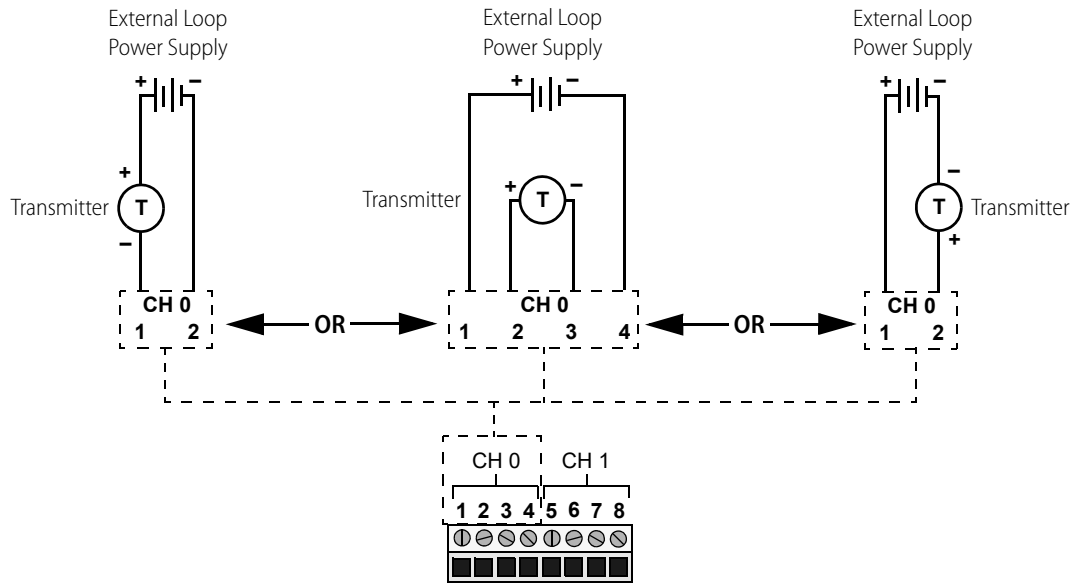 External Loop
Power Supply
+ −
+
Transmitter T
−
CH 0
1 2
OR
External Loop
Power Supply
+ −
Transmitter + T −
CH 0
1 2 3 4
OR
External Loop
Power Supply
+ −
−
T Transmitter
+
CH 0
1 2
CH 0 CH 1
1 2 3 4 5 6 7 8